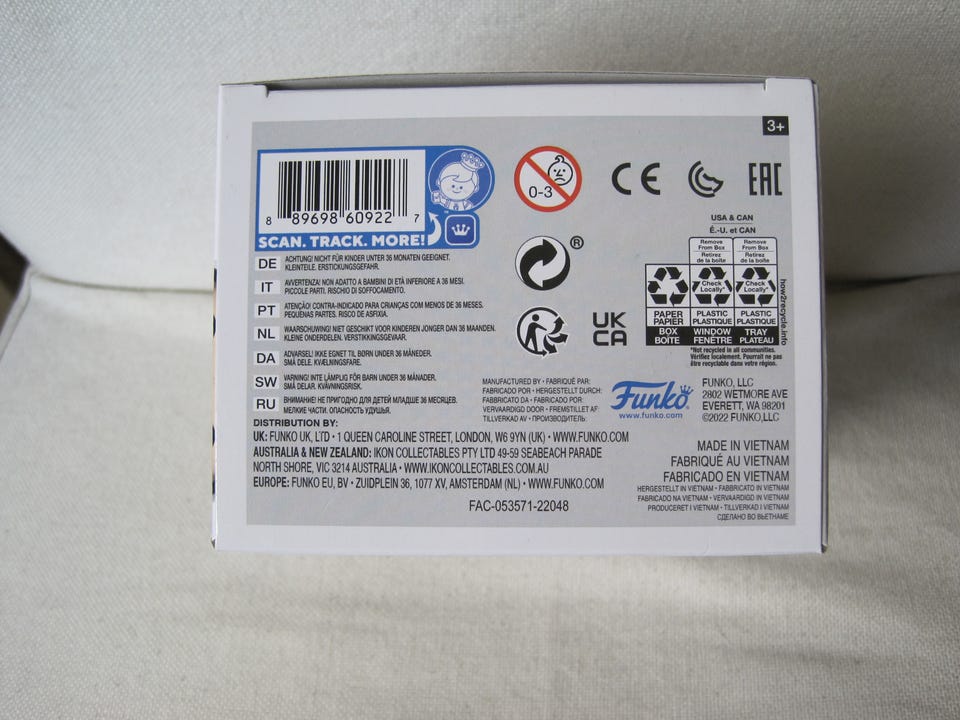 3+
8 89698 60922 7
SCAN. TRACK. MORE!
0-3
CE
EAC
DE ACHTUNG! NICHT FÜR KINDER UNTER 36 MONATEN GEEIGNET.
KLEINTEILE. ERSTICKUNGSGEFAHR.
IT AVVERTENZA! NON ADATTO A BAMBINI DI ETÀ INFERIORE A 36 MESI.
PICCOLE PARTI. RISCHIO DI SOFFOCAMENTO.
PT ATENÇÃO! CONTRA-INDICADO PARA CRIANÇAS COM MENOS DE 36 MESES.
PEQUENAS PARTES. RISCO DE ASFIXIA.
NL WAARSCHUWING! NIET GESCHIKT VOOR KINDEREN JONGER DAN 36 MAANDEN.
KLEINE ONDERDELEN. VERSTIKKINGSGEVAAR.
DA ADVARSEL! IKKE EGNET TIL BØRN UNDER 36 MÅNEDER.
SMÅ DELE. KVÆLNINGSFARE.
SW VARNING! INTE LÄMPLIG FÖR BARN UNDER 36 MÅNADER.
SMÅ DELAR. KVÄVNINGSRISK.
RU ВНИМАНИЕ! НЕ ПРИГОДНО ДЛЯ ДЕТЕЙ МЛАДШЕ 36 МЕСЯЦЕВ.
МЕЛКИЕ ЧАСТИ. ОПАСНОСТЬ УДУШЬЯ.
®
UK
CA
USA & CAN
É.-U. et CAN
Remove From Box Remove From Box
Retirez de la boîte Retirez de la boîte
Check Locally* Check Locally*
PAPER PLASTIC PLASTIC
PAPIER PLASTIQUE PLASTIQUE
BOX WINDOW TRAY
BOÎTE FENÊTRE PLATEAU
how2recycle.info
*Not recycled in all communities.
Vérifiez localement. Pourrait ne pas
être recyclable dans votre région.
MANUFACTURED BY • FABRIQUÉ PAR:
FABRICADO POR • HERGESTELLT DURCH:
FABBRICATO DA • FABRICADO POR:
VERVAARDIGD DOOR • FREMSTILLET AF:
TILLVERKAD AV • ПРОИЗВОДИТЕЛЬ:
Funko®
www.funko.com
FUNKO, LLC
2802 WETMORE AVE
EVERETT, WA 98201
©2022 FUNKO,LLC
DISTRIBUTION BY:
UK: FUNKO UK, LTD • 1 QUEEN CAROLINE STREET, LONDON, W6 9YN (UK) • WWW.FUNKO.COM
AUSTRALIA & NEW ZEALAND: IKON COLLECTABLES PTY LTD 49-59 SEABEACH PARADE
NORTH SHORE, VIC 3214 AUSTRALIA • WWW.IKONCOLLECTABLES.COM.AU
EUROPE: FUNKO EU, BV • ZUIDPLEIN 36, 1077 XV, AMSTERDAM (NL) • WWW.FUNKO.COM
FAC-053571-22048
MADE IN VIETNAM
FABRIQUÉ AU VIETNAM
FABRICADO EN VIETNAM
HERGESTELLT IN VIETNAM • FABBRICATO IN VIETNAM
FABRICADO NA VIETNAM • VERVAARDIGD IN VIETNAM
PRODUCERET I VIETNAM • TILLVERKAD I VIETNAM
СДЕЛАНО ВО ВЬЕТНАМЕ